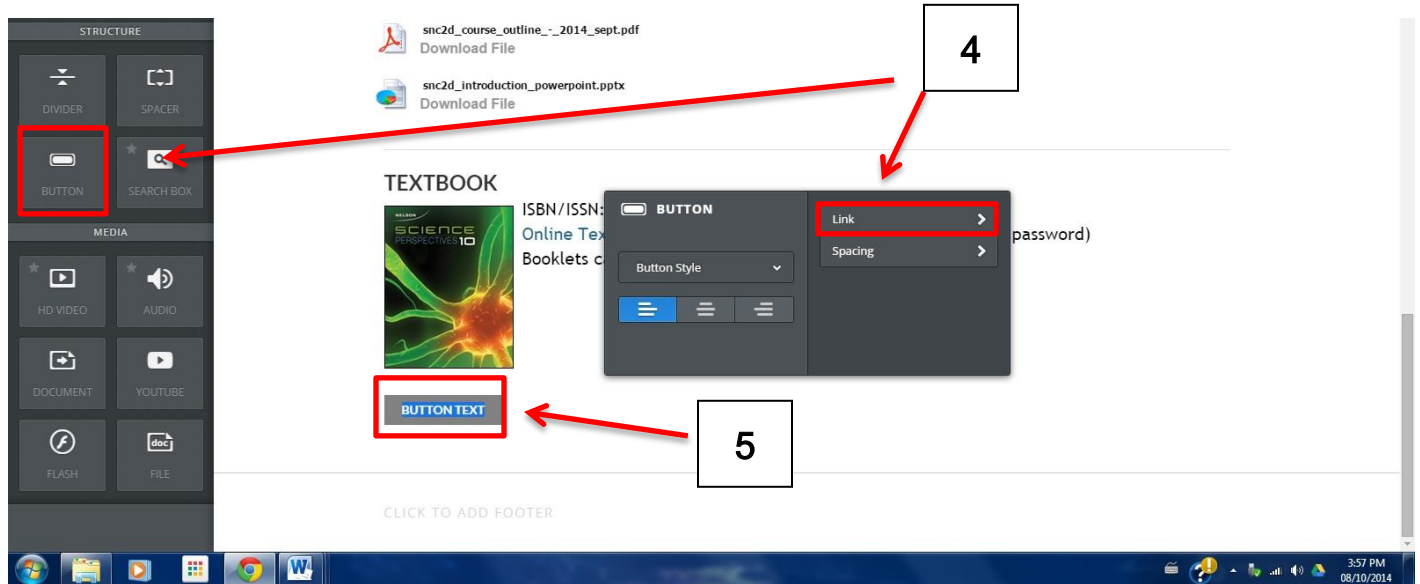 STRUCTURE
DIVIDER
SPACER
BUTTON
SEARCH BOX
MEDIA
HD VIDEO
AUDIO
DOCUMENT
YOUTUBE
FLASH
doc
FILE
snc2d_course_outline_-_2014_sept.pdf
Download File
snc2d_introduction_powerpoint.pptx
Download File
4
TEXTBOOK
NELSON
SCIENCE
PERSPECTIVES 10
ISBN/ISSN:
Online Tex
password)
Booklets c
BUTTON
Button Style
Link
Spacing
BUTTON TEXT
5
CLICK TO ADD FOOTER
W
3:57 PM
08/10/2014